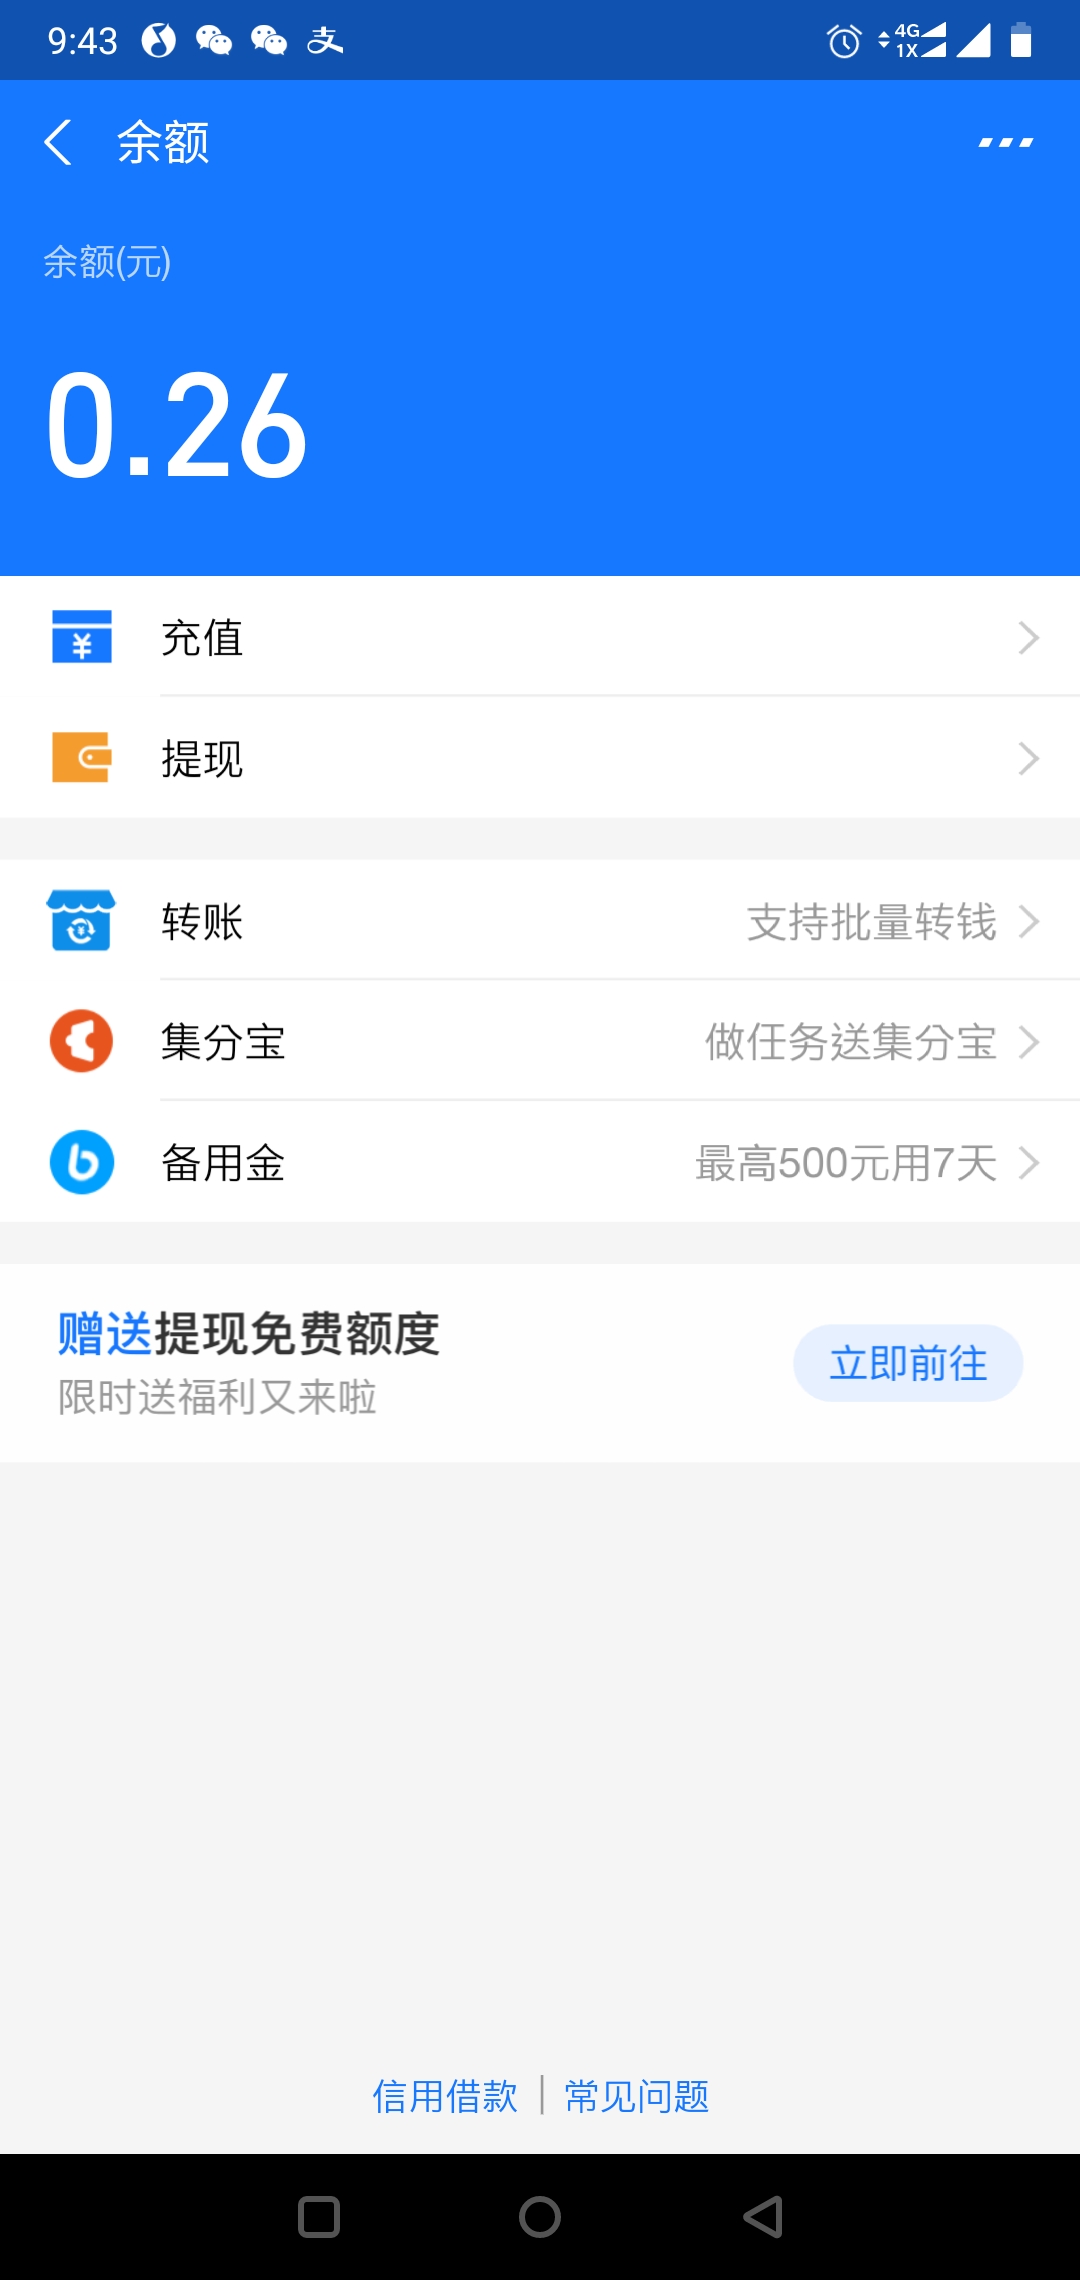 9:43
4G
1X
余额
余额(元)
0.26
充值
提现
转账 支持批量转钱
集分宝 做任务送集分宝
备用金 最高500元用7天
赠送提现免费额度
限时送福利又来啦
立即前往
信用借款 | 常见问题